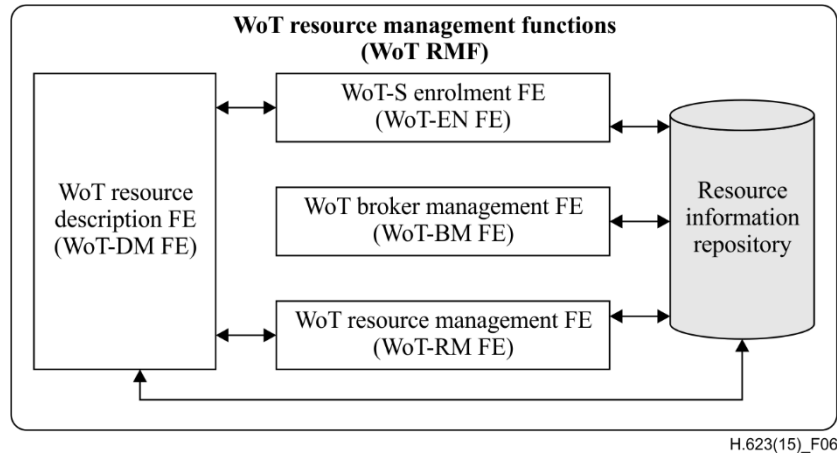 WoT resource management functions
(WoT RMF)
WoT resource
description FE
(WoT-DM FE)
WoT-S enrolment FE
(WoT-EN FE)
WoT broker management FE
(WoT-BM FE)
WoT resource management FE
(WoT-RM FE)
Resource
information
repository
H.623(15)_F06